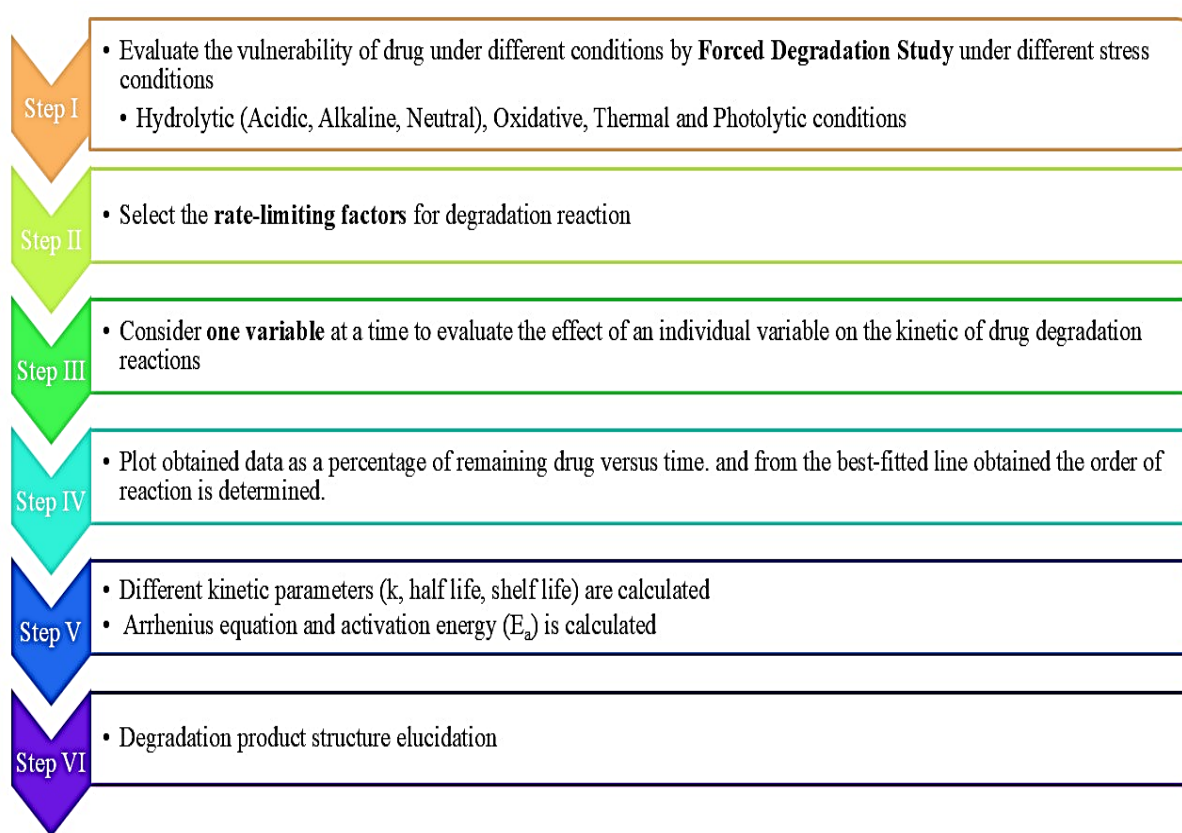 Step I
• Evaluate the vulnerability of drug under different conditions by Forced Degradation Study under different stress
conditions
• Hydrolytic (Acidic, Alkaline, Neutral), Oxidative, Thermal and Photolytic conditions
Step II
• Select the rate-limiting factors for degradation reaction
Step III
• Consider one variable at a time to evaluate the effect of an individual variable on the kinetic of drug degradation
reactions
Step IV
• Plot obtained data as a percentage of remaining drug versus time. and from the best-fitted line obtained the order of
reaction is determined.
Step V
• Different kinetic parameters (k, half life, shelf life) are calculated
• Arrhenius equation and activation energy (Eₐ) is calculated
Step VI
• Degradation product structure elucidation